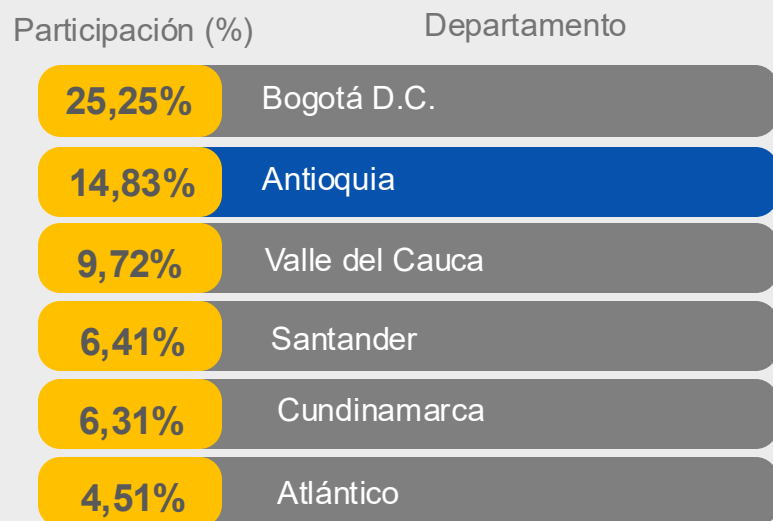 Participación (%) Departamento
25,25% Bogotá D.C.
14,83% Antioquia
9,72% Valle del Cauca
6,41% Santander
6,31% Cundinamarca
4,51% Atlántico